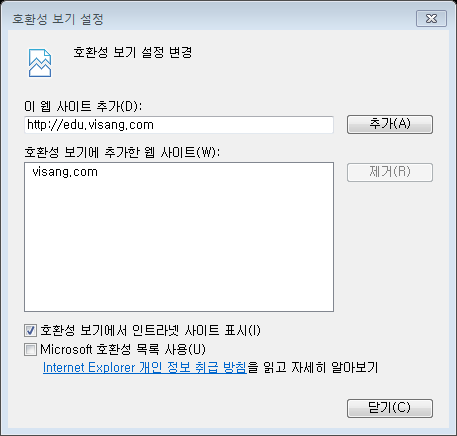 호환성 보기 설정
호환성 보기 설정 변경
이 웹 사이트 추가(D):
http://edu.visang.com
추가(A)
호환성 보기에 추가한 웹 사이트(W):
visang.com
제거(R)
호환성 보기에서 인트라넷 사이트 표시(I)
Microsoft 호환성 목록 사용(U)
Internet Explorer 개인 정보 취급 방침을 읽고 자세히 알아보기
닫기(C)